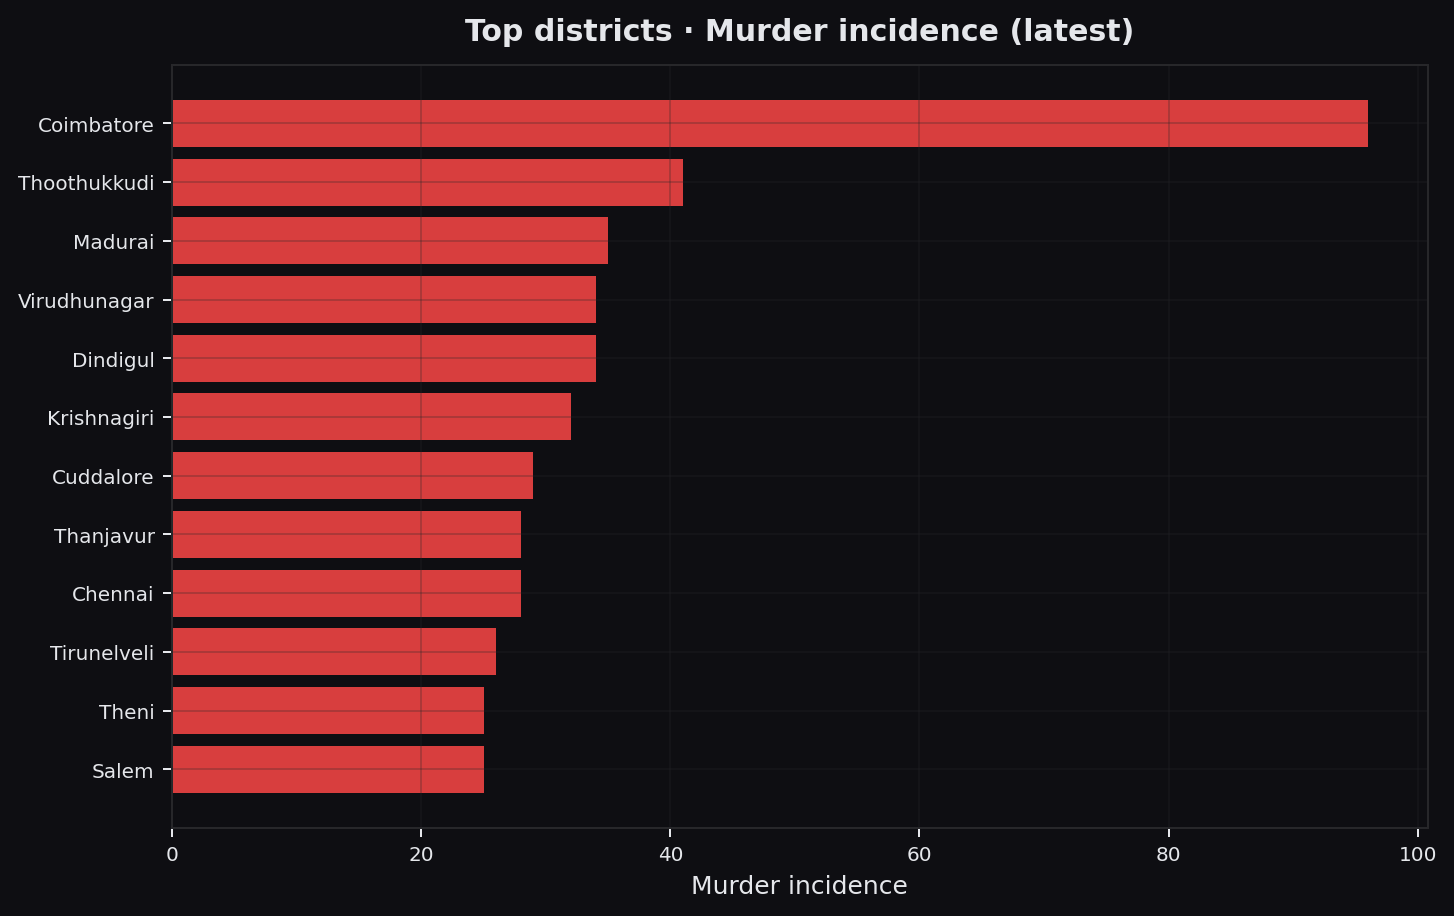 Top districts · Murder incidence (latest)
Coimbatore
Thoothukkudi
Madurai
Virudhunagar
Dindigul
Krishnagiri
Cuddalore
Thanjavur
Chennai
Tirunelveli
Theni
Salem
0 20 40 60 80 100
Murder incidence